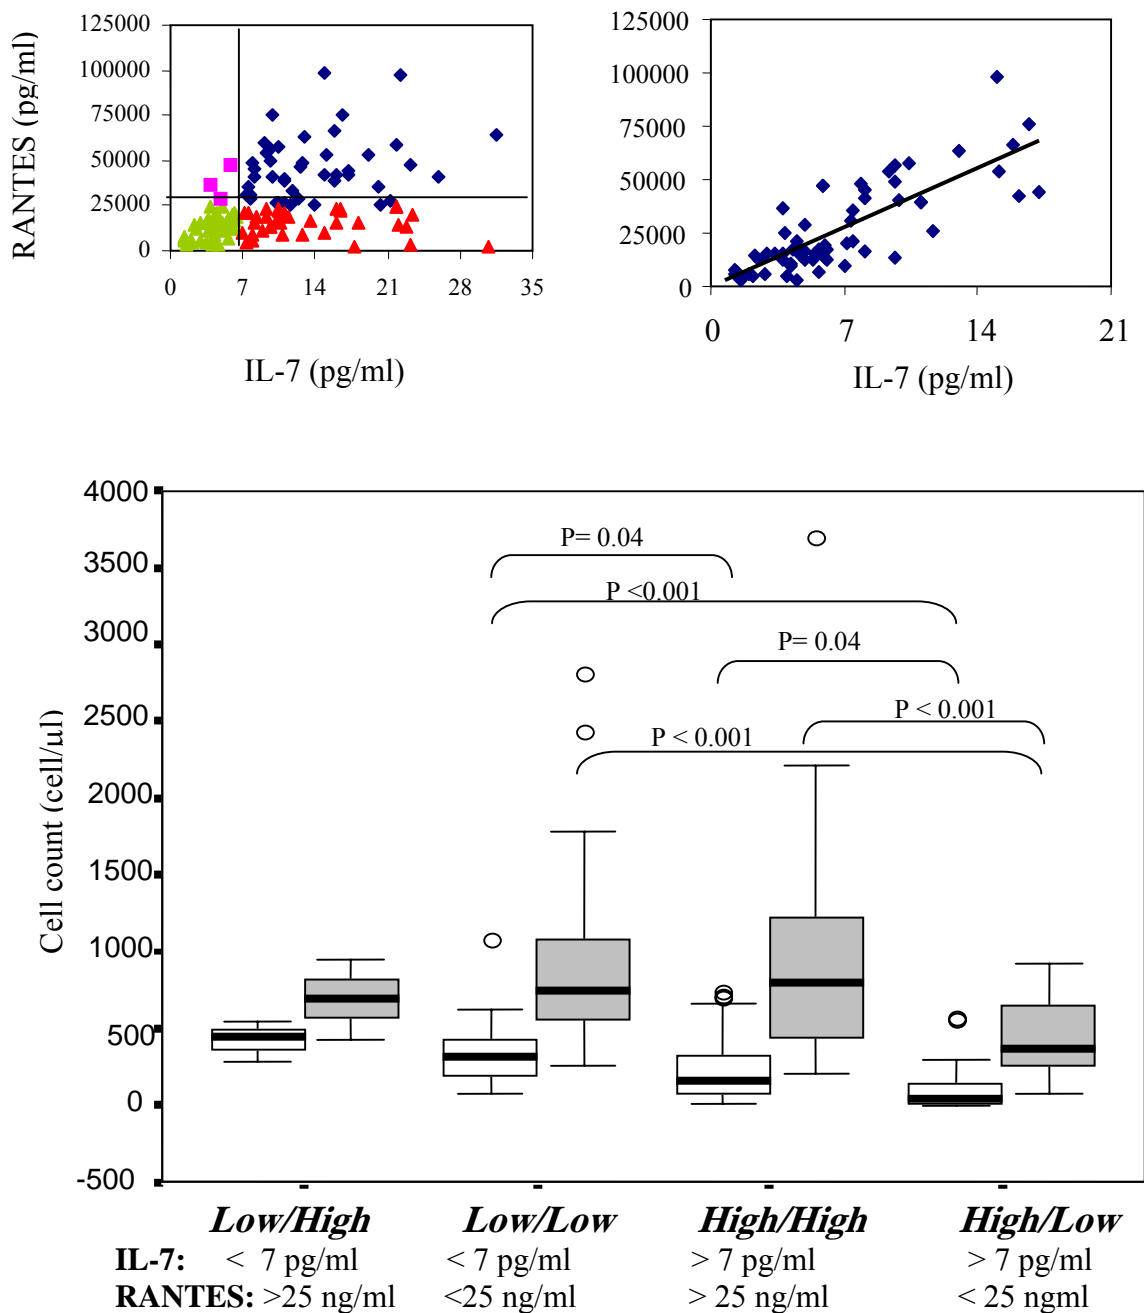 RANTES (pg/ml)
125000
100000
75000
50000
25000
0
0 7 14 21 28 35
IL-7 (pg/ml)
125000
100000
75000
50000
25000
0
0 7 14 21
IL-7 (pg/ml)
Cell count (cell/µl)
4000
3500
3000
2500
2000
1500
1000
500
0
-500
P= 0.04
P <0.001
P= 0.04
P < 0.001
P < 0.001
Low/High Low/Low High/High High/Low
IL-7: < 7 pg/ml < 7 pg/ml > 7 pg/ml > 7 pg/ml
RANTES: >25 ng/ml <25 ng/ml > 25 ng/ml < 25 ngml